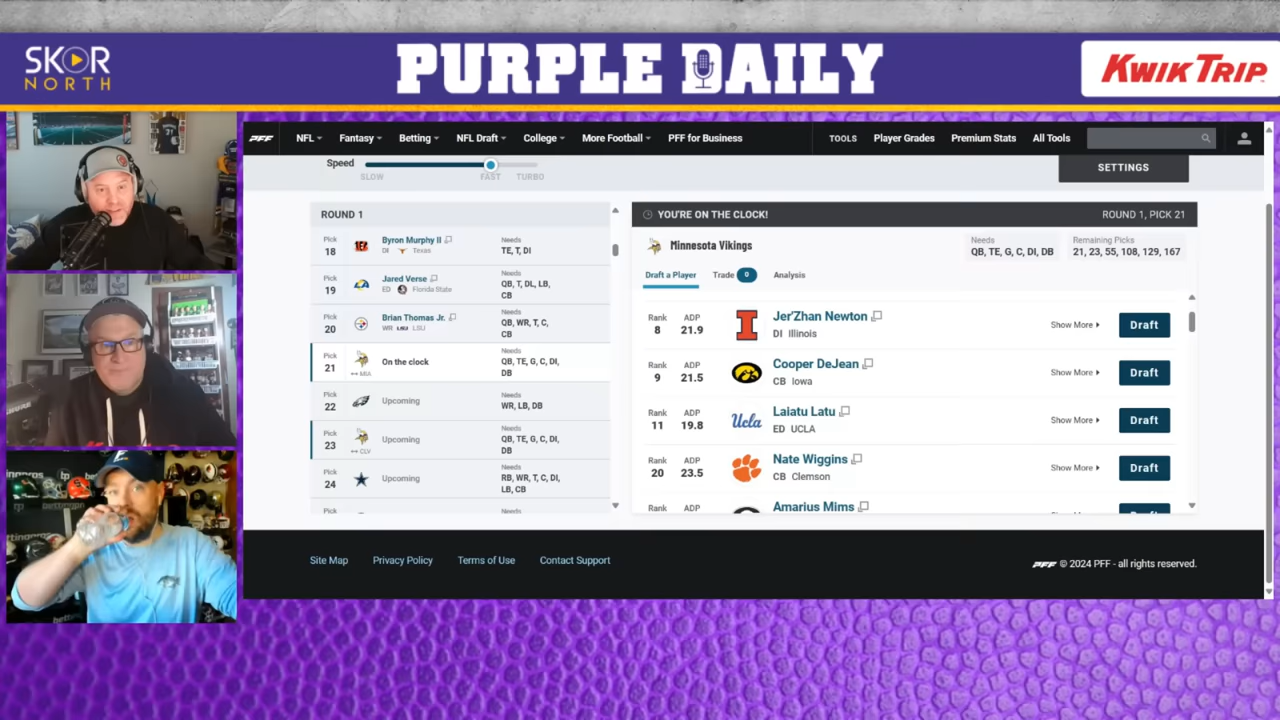 SKOR NORTH
PURPLE DAILY
KWIK TRIP
PFF
NFL
Fantasy
Betting
NFL Draft
College
More Football
PFF for Business
TOOLS
Player Grades
Premium Stats
All Tools
Speed
SLOW
FAST
TURBO
SETTINGS
ROUND 1
Pick 18
Byron Murphy II
DI Texas
Needs
TE, T, DI
Pick 19
Jared Verse
ED Florida State
Needs
QB, T, DL, LB,
CB
Pick 20
Brian Thomas Jr.
WR LSU LSU
Needs
QB, WR, T, C,
CB
Pick 21
↔ MIA
On the clock
Needs
QB, TE, G, C, DI,
DB
Pick 22
Upcoming
Needs
WR, LB, DB
Pick 23
↔ CLV
Upcoming
Needs
QB, TE, G, C, DI,
DB
Pick 24
Upcoming
Needs
RB, WR, T, C, DI,
LB, CB
Pick
Needs
YOU'RE ON THE CLOCK!
ROUND 1, PICK 21
Minnesota Vikings
Needs
QB, TE, G, C, DI, DB
Remaining Picks
21, 23, 55, 108, 129, 167
Draft a Player
Trade 0
Analysis
Rank 8
ADP 21.9
Jer'Zhan Newton
DI Illinois
Show More
Draft
Rank 9
ADP 21.5
Cooper DeJean
CB Iowa
Show More
Draft
Rank 11
ADP 19.8
Ucla
Laiatu Latu
ED UCLA
Show More
Draft
Rank 20
ADP 23.5
Nate Wiggins
CB Clemson
Show More
Draft
Rank
ADP
Amarius Mims
Site Map
Privacy Policy
Terms of Use
Contact Support
PFF © 2024 PFF - all rights reserved.